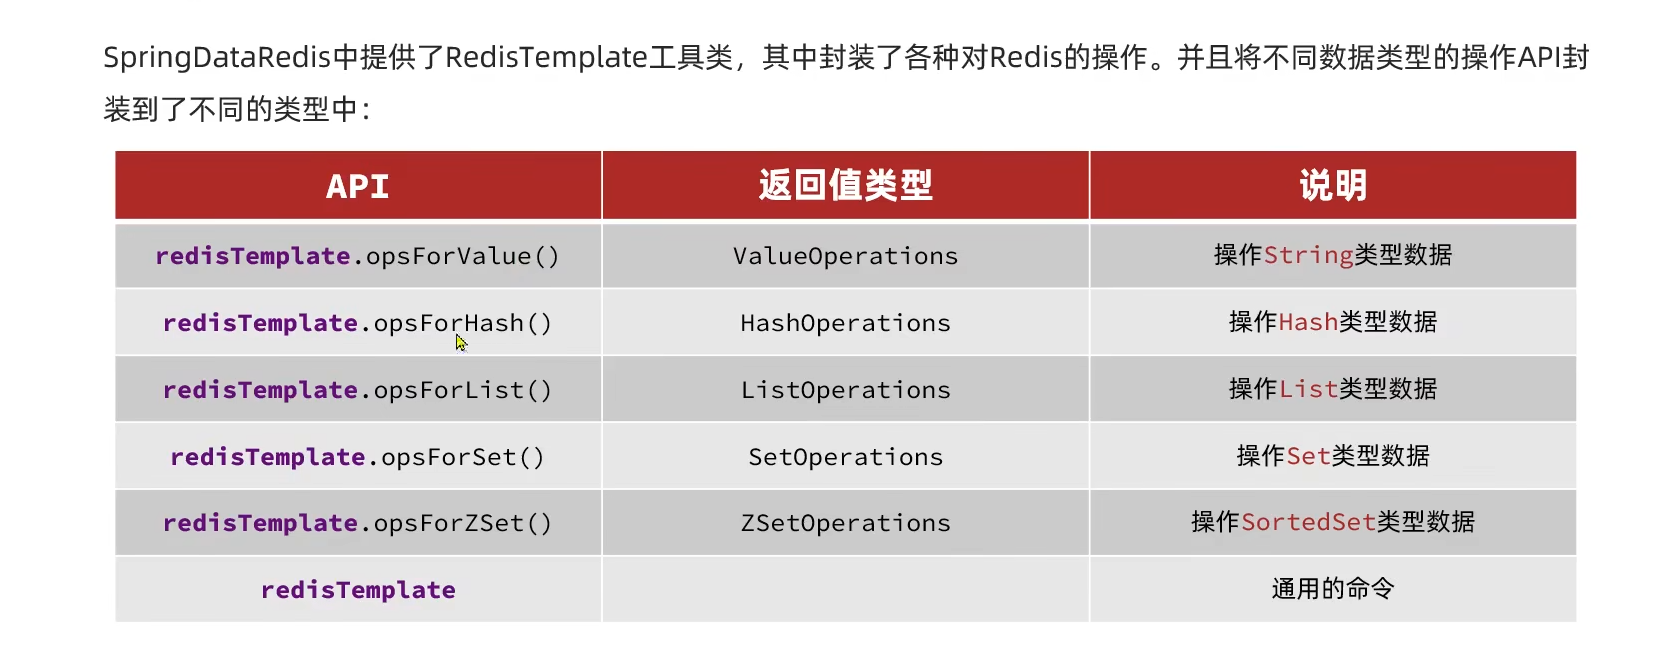 SpringDataRedis中提供了RedisTemplate工具类，其中封装了各种对Redis的操作。并且将不同数据类型的操作API封
装到了不同的类型中：
API 返回值类型 说明
redisTemplate.opsForValue() ValueOperations 操作String类型数据
redisTemplate.opsForHash() HashOperations 操作Hash类型数据
redisTemplate.opsForList() ListOperations 操作List类型数据
redisTemplate.opsForSet() SetOperations 操作Set类型数据
redisTemplate.opsForZSet() ZSetOperations 操作SortedSet类型数据
redisTemplate 通用的命令